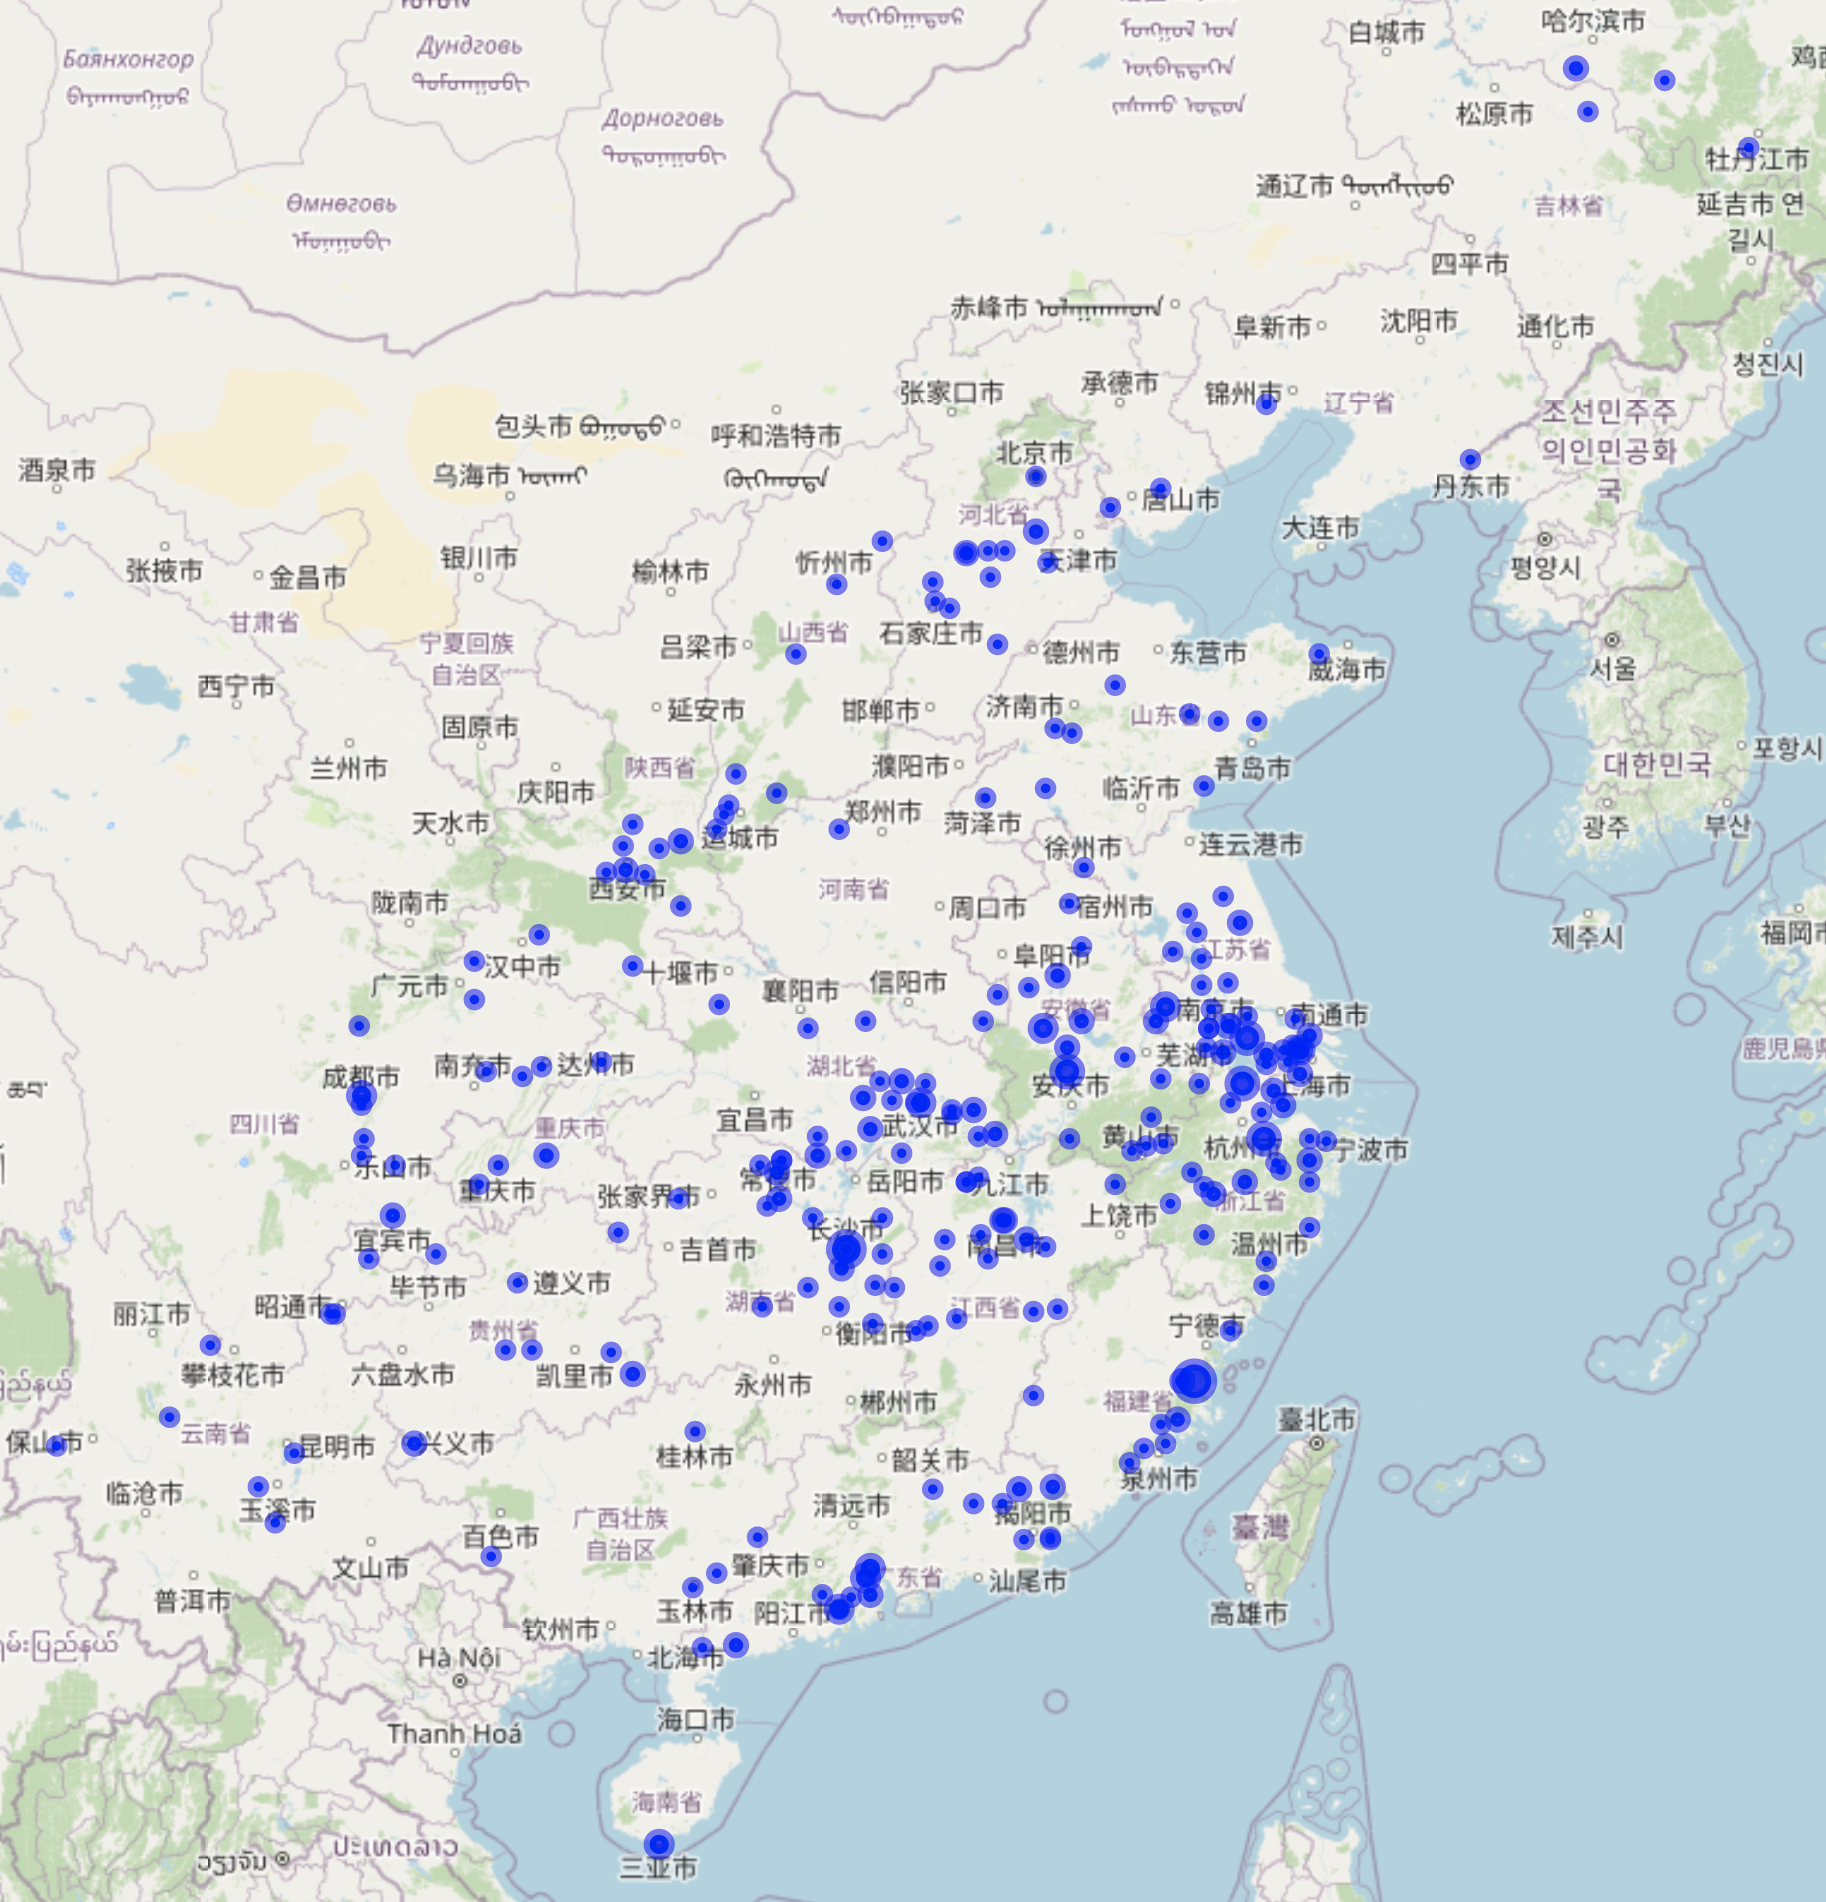 哈尔滨市
白城市
Баянхонгор
Дундговь
松原市
Дорноговь
牡丹江市
通辽市
Өмнөговь
吉林省
延吉市 연
길시
四平市
赤峰市
阜新市
沈阳市
通化市
청진시
张家口市
承德市
锦州市
辽宁省
조선민주주
의인민공화
국
包头市
呼和浩特市
北京市
酒泉市
乌海市
唐山市
丹东市
河北省
大连市
张掖市
金昌市
银川市
榆林市
忻州市
天津市
평양시
甘肃省
宁夏回族
自治区
吕梁市
山西省
石家庄市
德州市
东营市
威海市
서울
西宁市
延安市
邯郸市
济南市
山东省
固原市
兰州市
陕西省
濮阳市
青岛市
대한민국
포항시
庆阳市
临沂市
天水市
郑州市
菏泽市
광주
부산
运城市
徐州市
连云港市
西安市
河南省
陇南市
周口市
宿州市
제주시
汉中市
十堰市
阜阳市
江苏省
广元市
襄阳市
信阳市
安徽省
南京市
南通市
南充市
达州市
湖北省
芜湖市
成都市
安庆市
上海市
四川省
重庆市
宜昌市
武汉市
黄山市
杭州市
宁波市
乐山市
重庆市
张家界市
常德市
岳阳市
九江市
浙江省
宜宾市
吉首市
长沙市
南昌市
上饶市
温州市
丽江市
昭通市
毕节市
遵义市
湖南省
江西省
贵州省
衡阳市
宁德市
攀枝花市
六盘水市
凯里市
永州市
郴州市
福建省
臺北市
保山市
云南省
昆明市
兴义市
桂林市
韶关市
泉州市
临沧市
玉溪市
清远市
揭阳市
百色市
广西壮族
自治区
臺灣
文山市
肇庆市
东省
汕尾市
普洱市
玉林市
阳江市
高雄市
钦州市
Hà Nội
北海市
海口市
Thanh Hoá
海南省
ປະເທດລາວ
ວຽງຈັນ
三亚市